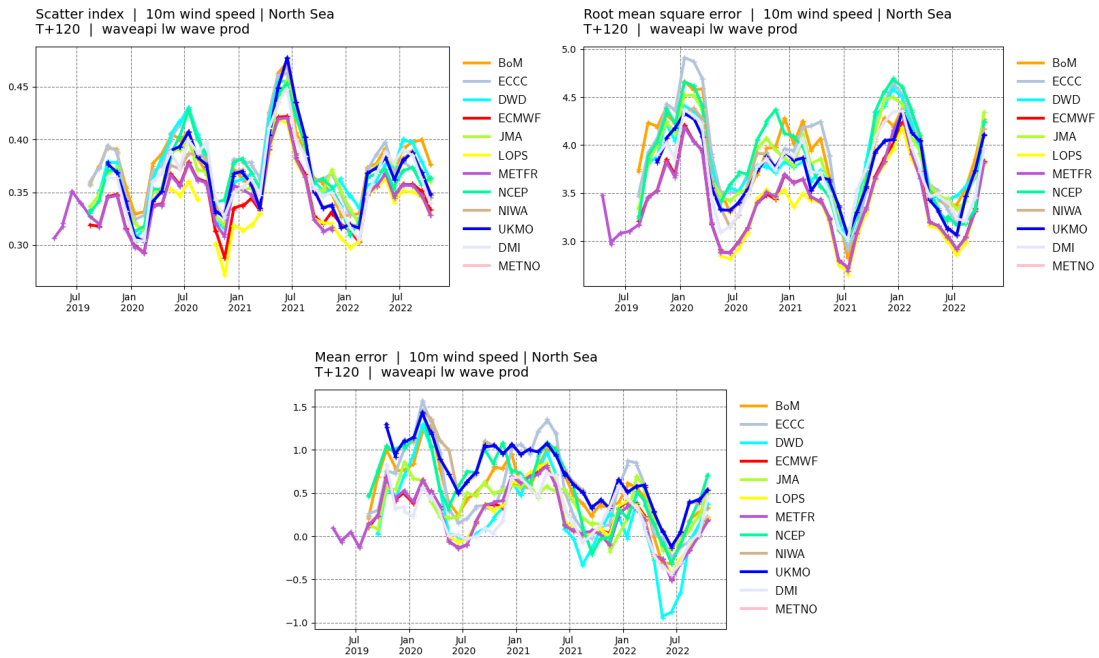 Scatter index | 10m wind speed | North Sea
T+120 | waveapi lw wave prod
0.45
0.40
0.35
0.30
Jul 2019
Jan 2020
Jul 2020
Jan 2021
Jul 2021
Jan 2022
Jul 2022
BoM
ECCC
DWD
ECMWF
JMA
LOPS
METFR
NCEP
NIWA
UKMO
DMI
METNO
Root mean square error | 10m wind speed | North Sea
T+120 | waveapi lw wave prod
5.0
4.5
4.0
3.5
3.0
Jul 2019
Jan 2020
Jul 2020
Jan 2021
Jul 2021
Jan 2022
Jul 2022
BoM
ECCC
DWD
ECMWF
JMA
LOPS
METFR
NCEP
NIWA
UKMO
DMI
METNO
Mean error | 10m wind speed | North Sea
T+120 | waveapi lw wave prod
1.5
1.0
0.5
0.0
−0.5
−1.0
Jul 2019
Jan 2020
Jul 2020
Jan 2021
Jul 2021
Jan 2022
Jul 2022
BoM
ECCC
DWD
ECMWF
JMA
LOPS
METFR
NCEP
NIWA
UKMO
DMI
METNO